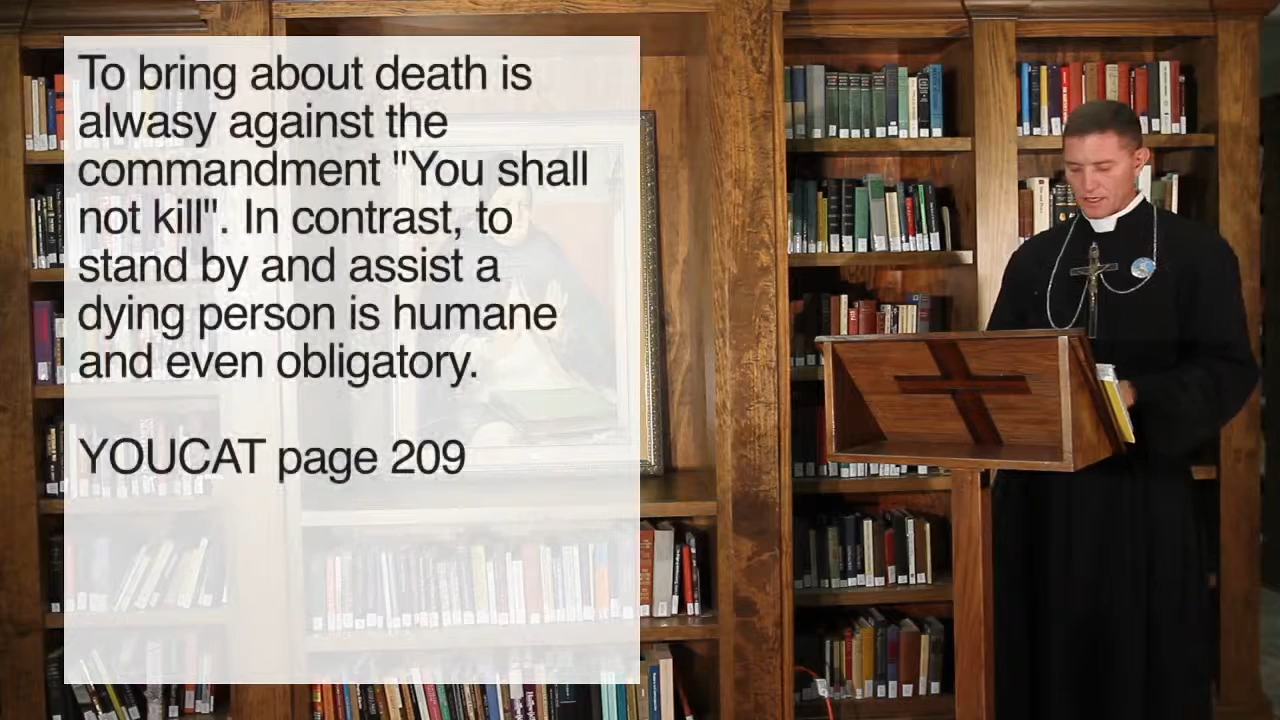 To bring about death is
alwasy against the
commandment "You shall
not kill". In contrast, to
stand by and assist a
dying person is humane
and even obligatory.
YOUCAT page 209